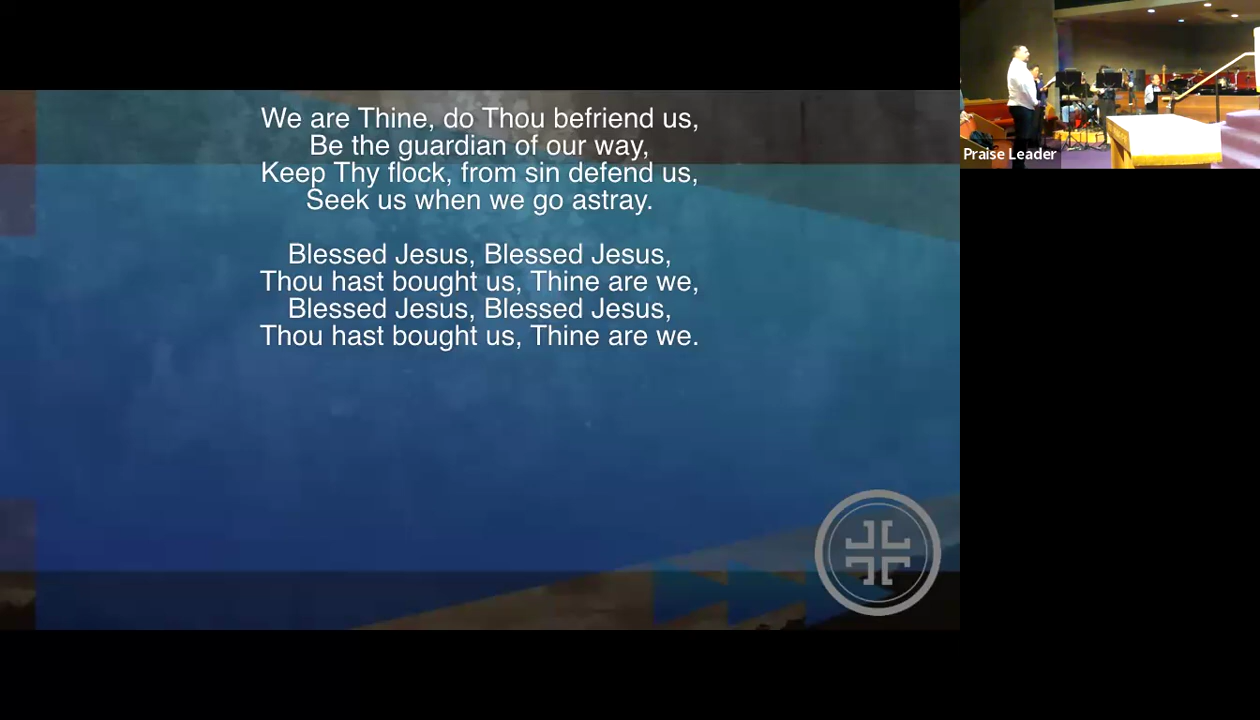 We are Thine, do Thou befriend us,
Be the guardian of our way,
Keep Thy flock, from sin defend us,
Seek us when we go astray.
Blessed Jesus, Blessed Jesus,
Thou hast bought us, Thine are we,
Blessed Jesus, Blessed Jesus,
Thou hast bought us, Thine are we.
Praise Leader